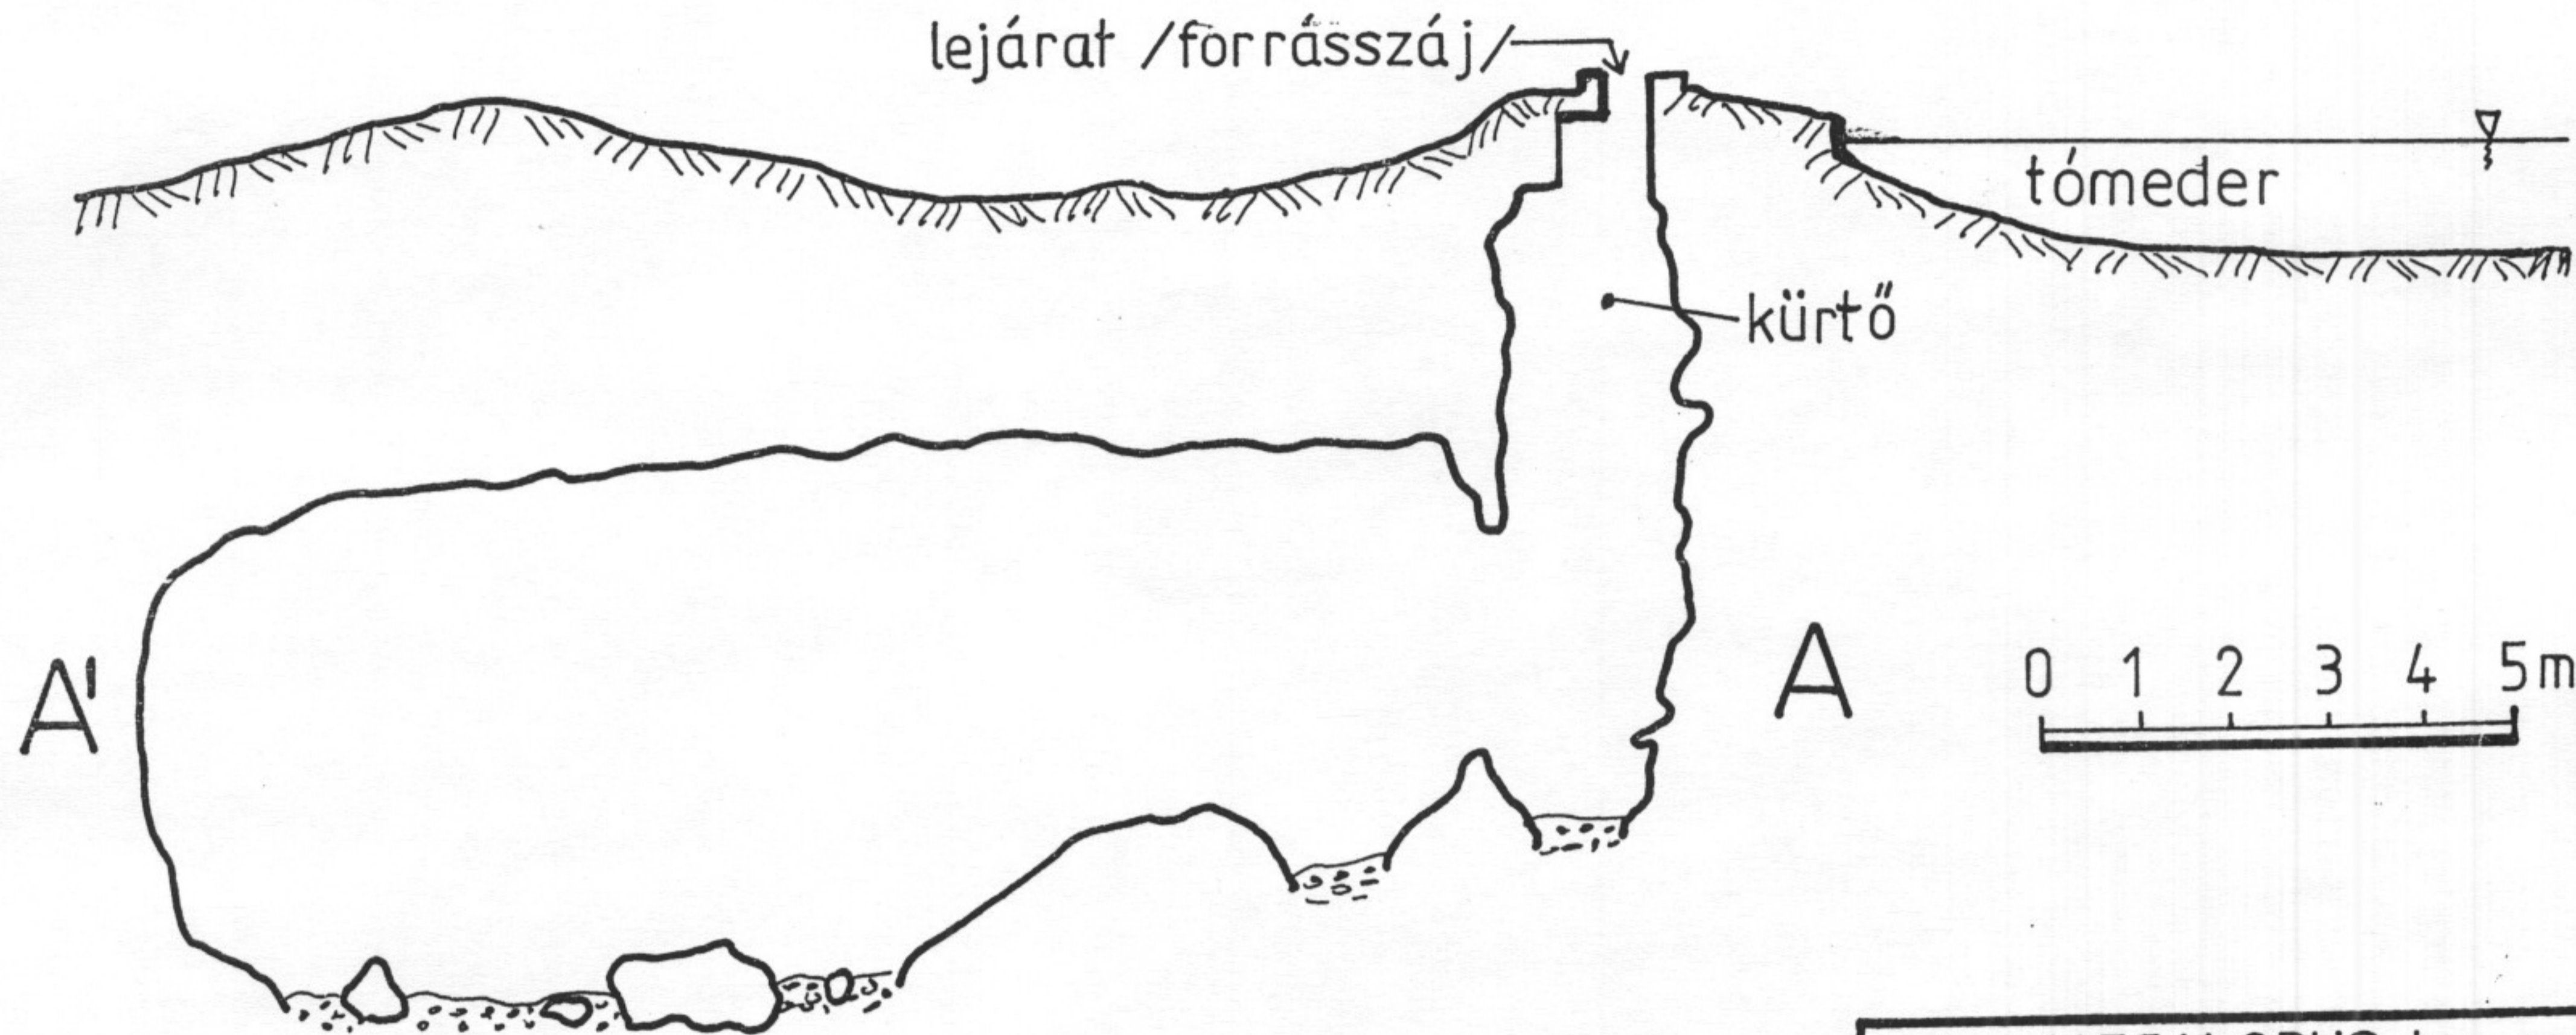 lejárat /forrásszáj/
tómeder
kürtő
A'
A
0 1 2 3 4 5m